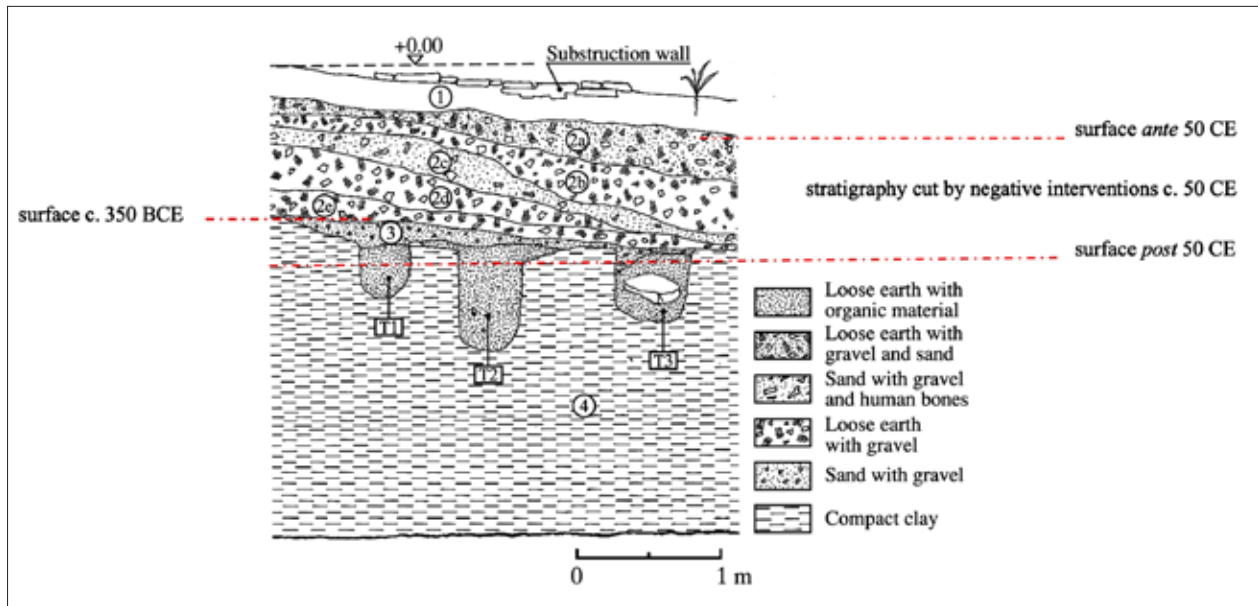 +0.00
Substruction wall
1
surface ante 50 CE
2a
2c
2b
stratigraphy cut by negative interventions c. 50 CE
2d
2e
surface c. 350 BCE
3
surface post 50 CE
T1
T2
T3
4
Loose earth with
organic material
Loose earth with
gravel and sand
Sand with gravel
and human bones
Loose earth
with gravel
Sand with gravel
Compact clay
0 1 m